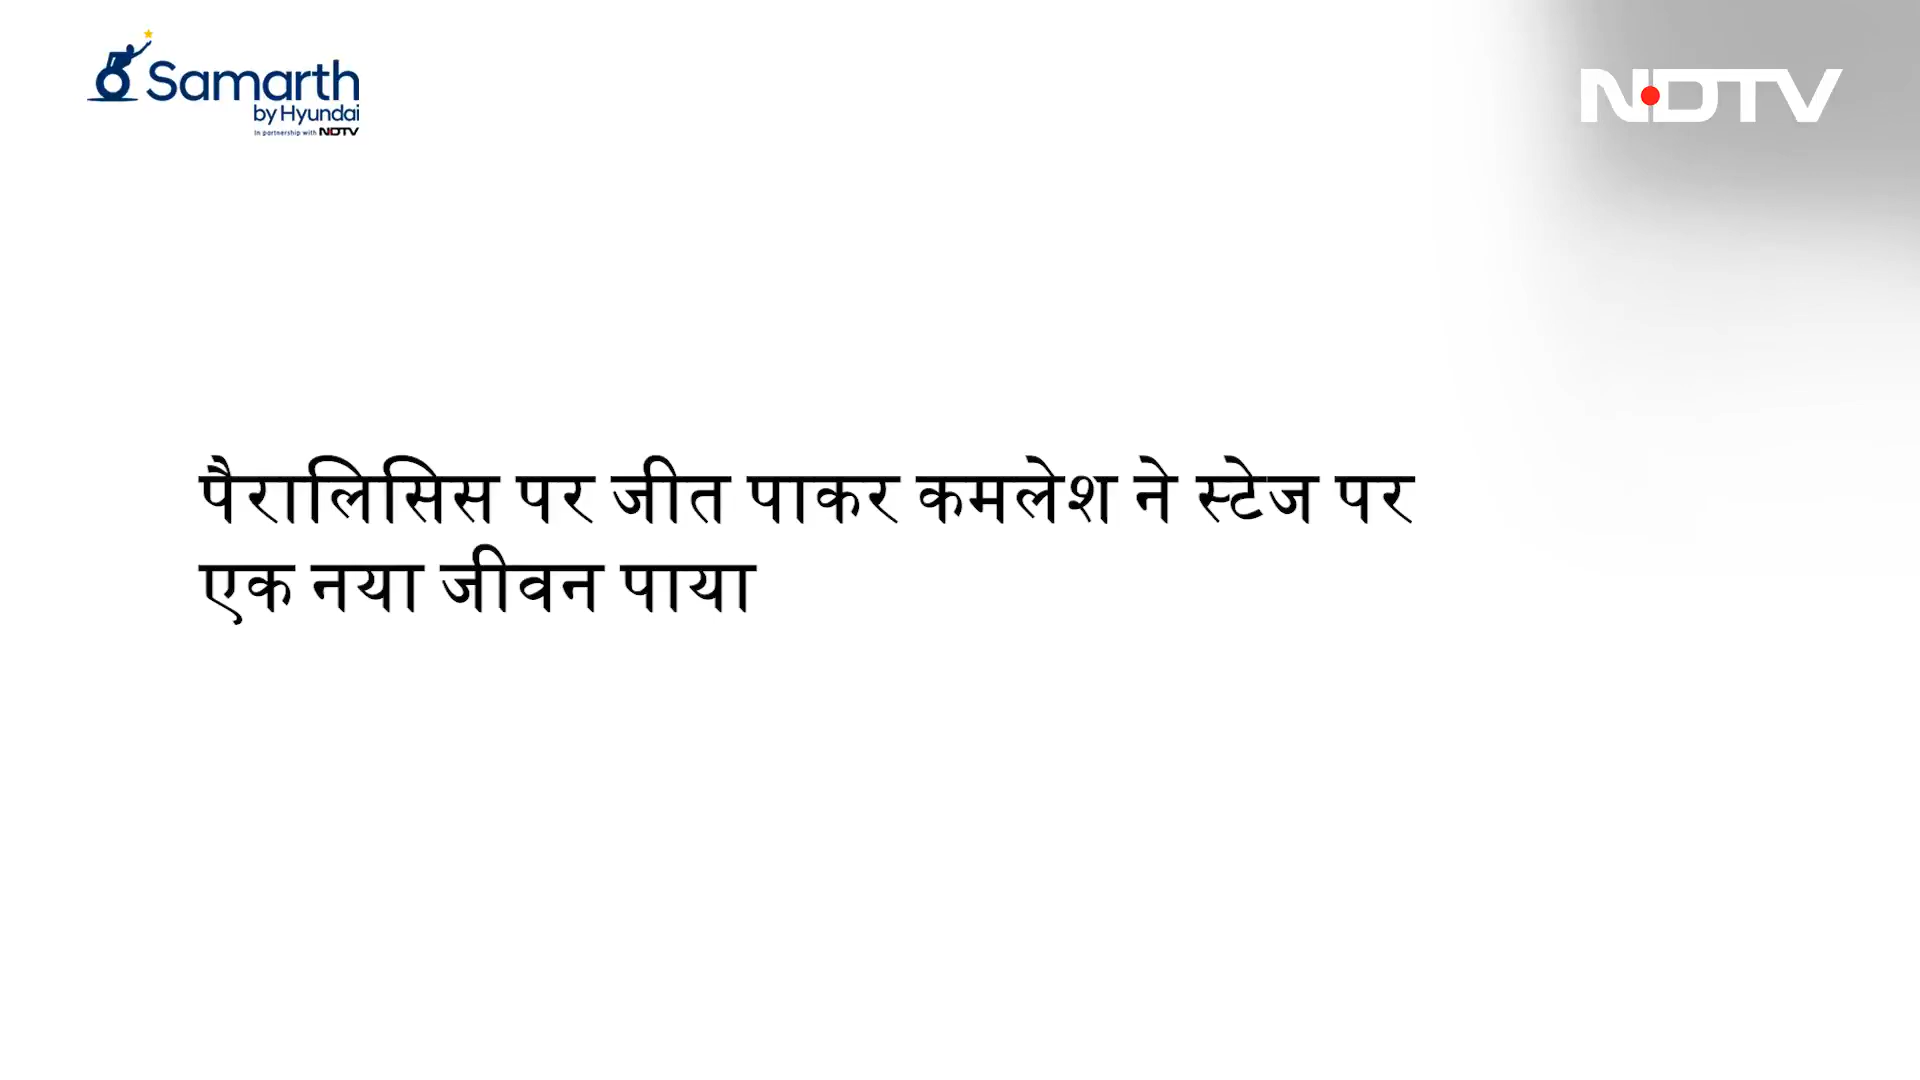 Samarth
by Hyundai
In partnership with NDTV
NDTV
पैरालिसिस पर जीत पाकर कमलेश ने स्टेज पर
एक नया जीवन पाया